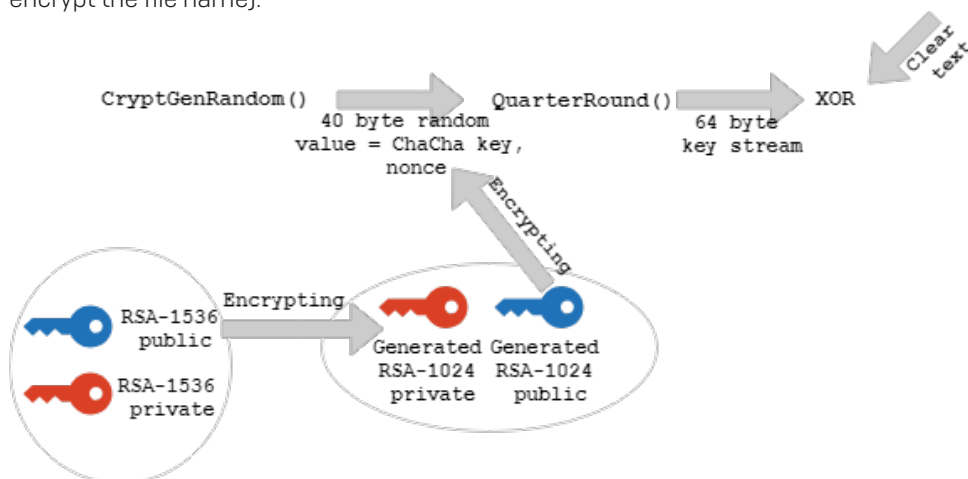 encrypt the file name).
Clear
text
CryptGenRandom()
QuarterRound()
XOR
40 byte random
value = ChaCha key,
nonce
64 byte
key stream
Encrypting
Encrypting
RSA-1536
public
RSA-1536
private
Generated
RSA-1024
private
Generated
RSA-1024
public